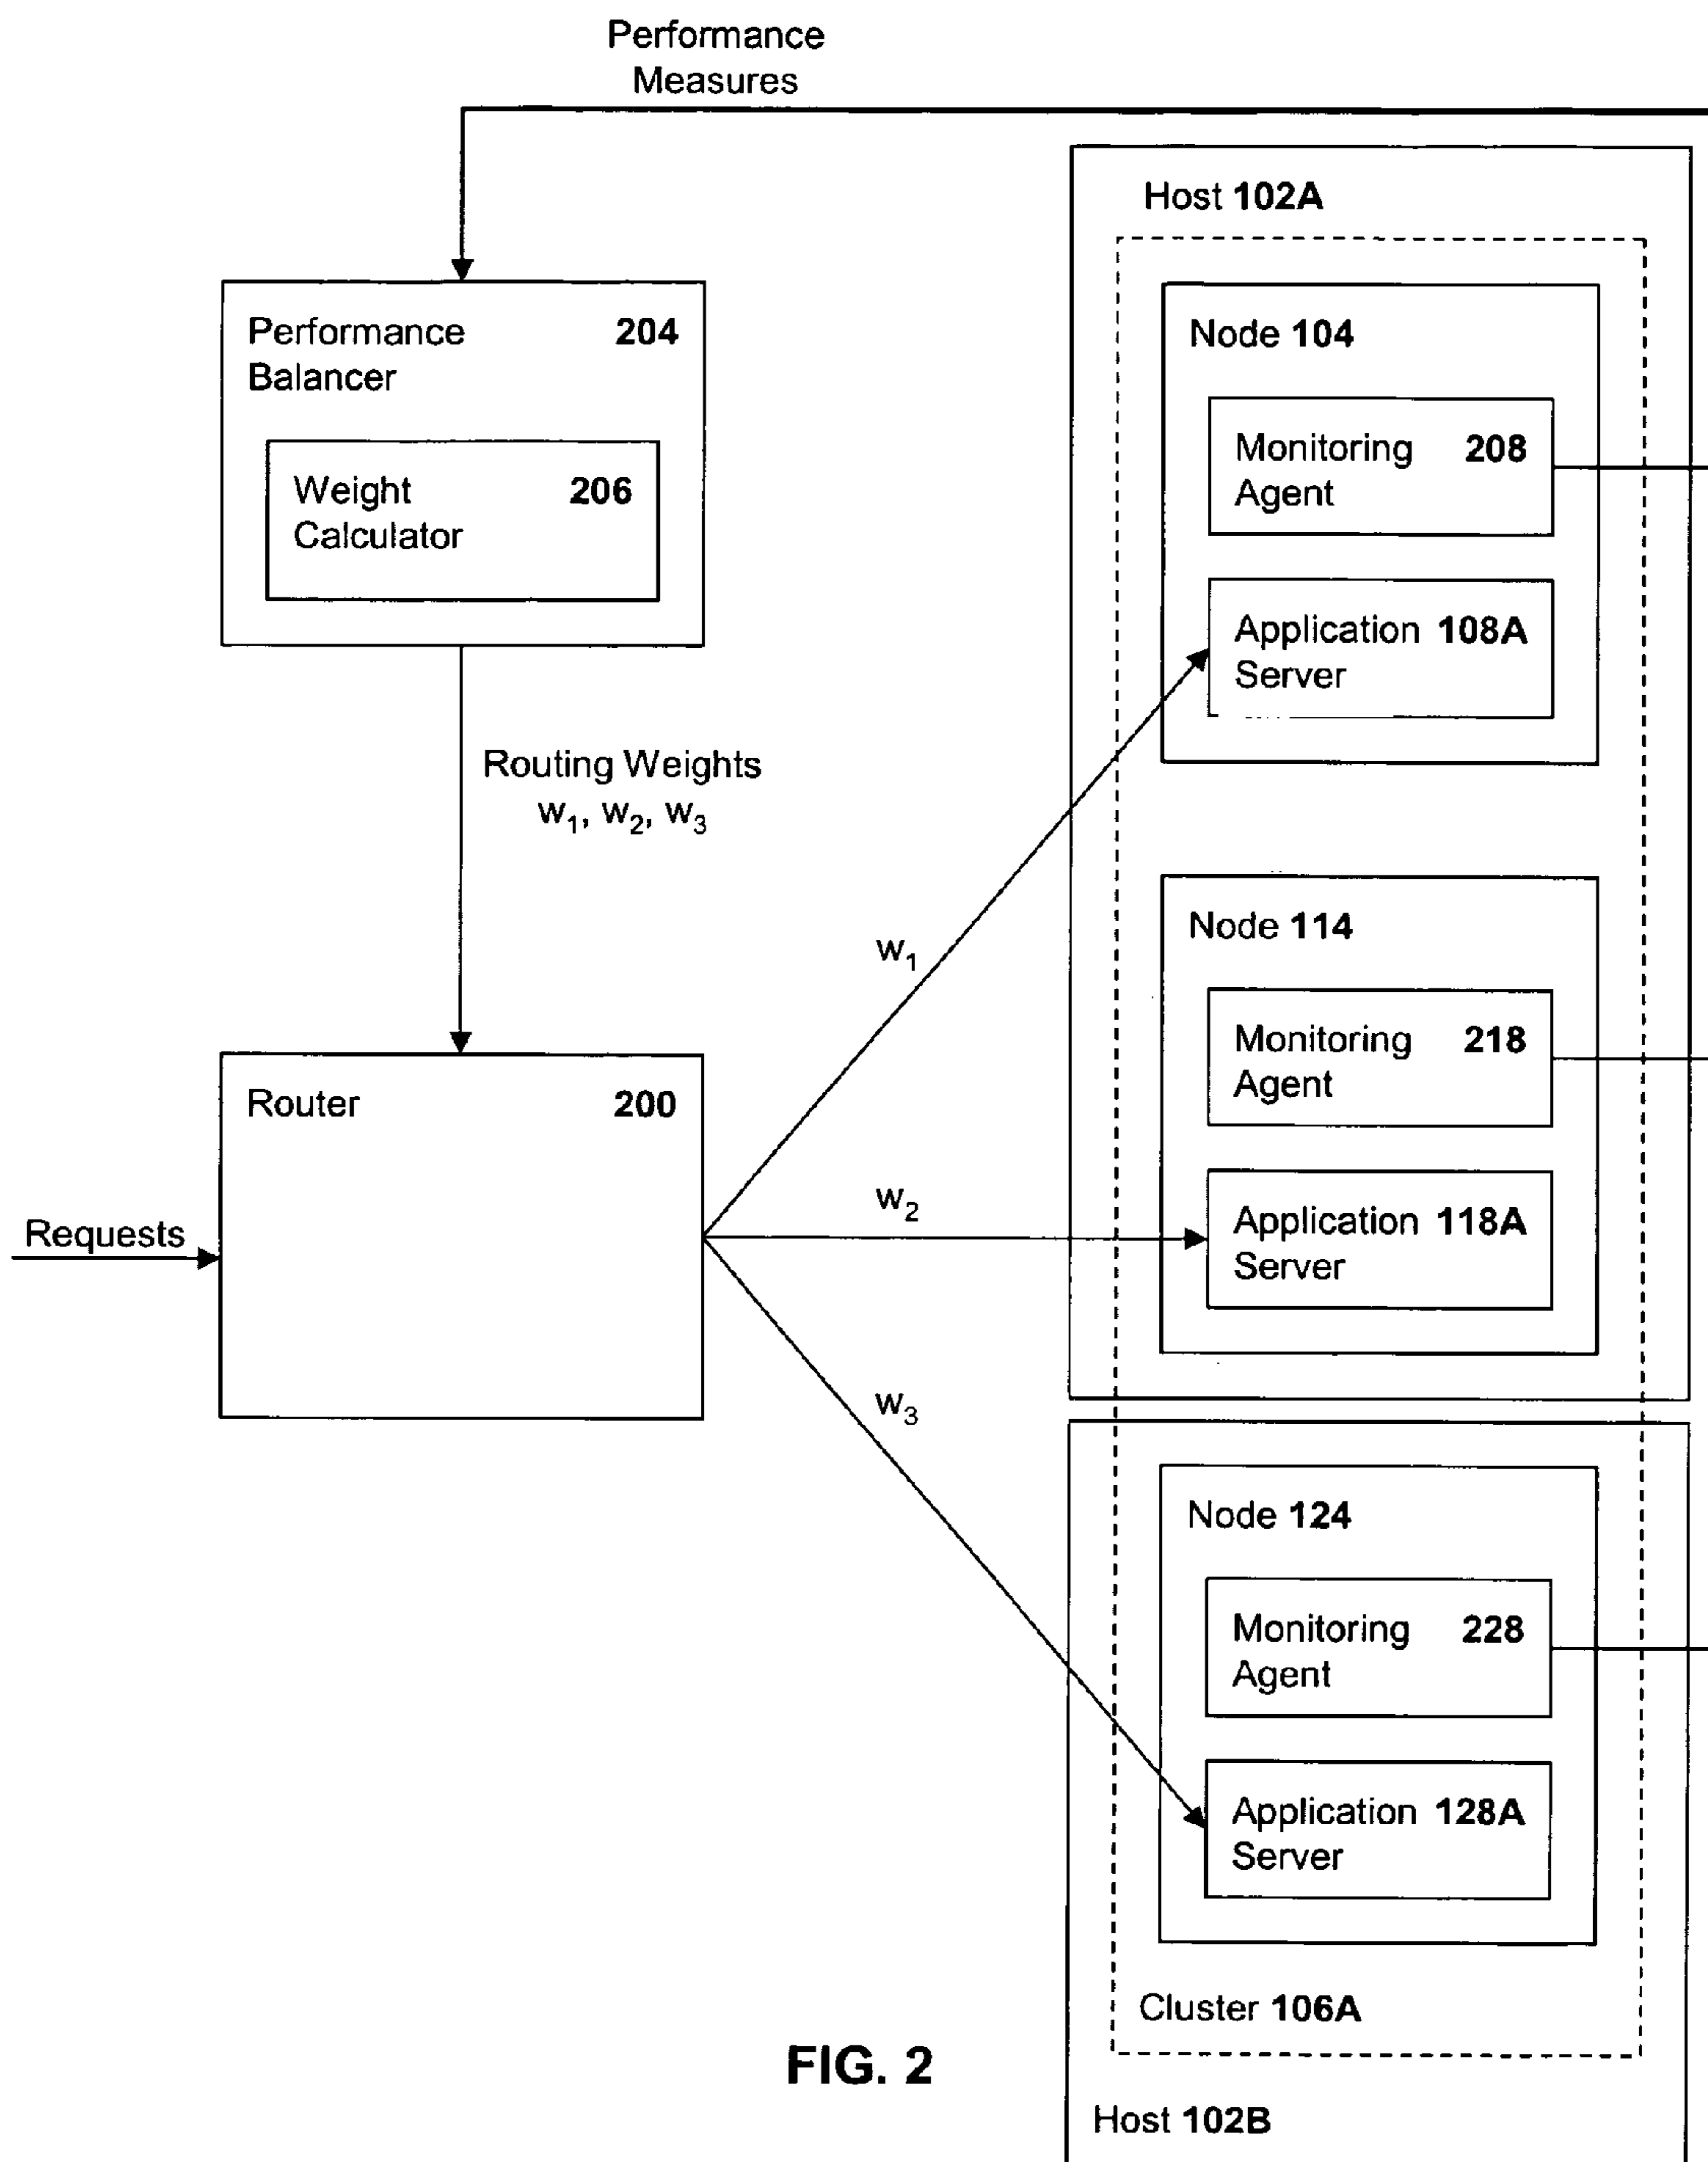 Performance
Measures
Host 102A
Performance 204
Balancer
Weight 206
Calculator
Node 104
Monitoring 208
Agent
Application 108A
Server
Routing Weights
w1, w2, w3
w1
Node 114
Monitoring 218
Agent
Router 200
Requests
w2
Application 118A
Server
w3
Node 124
Monitoring 228
Agent
Application 128A
Server
Cluster 106A
FIG. 2
Host 102B